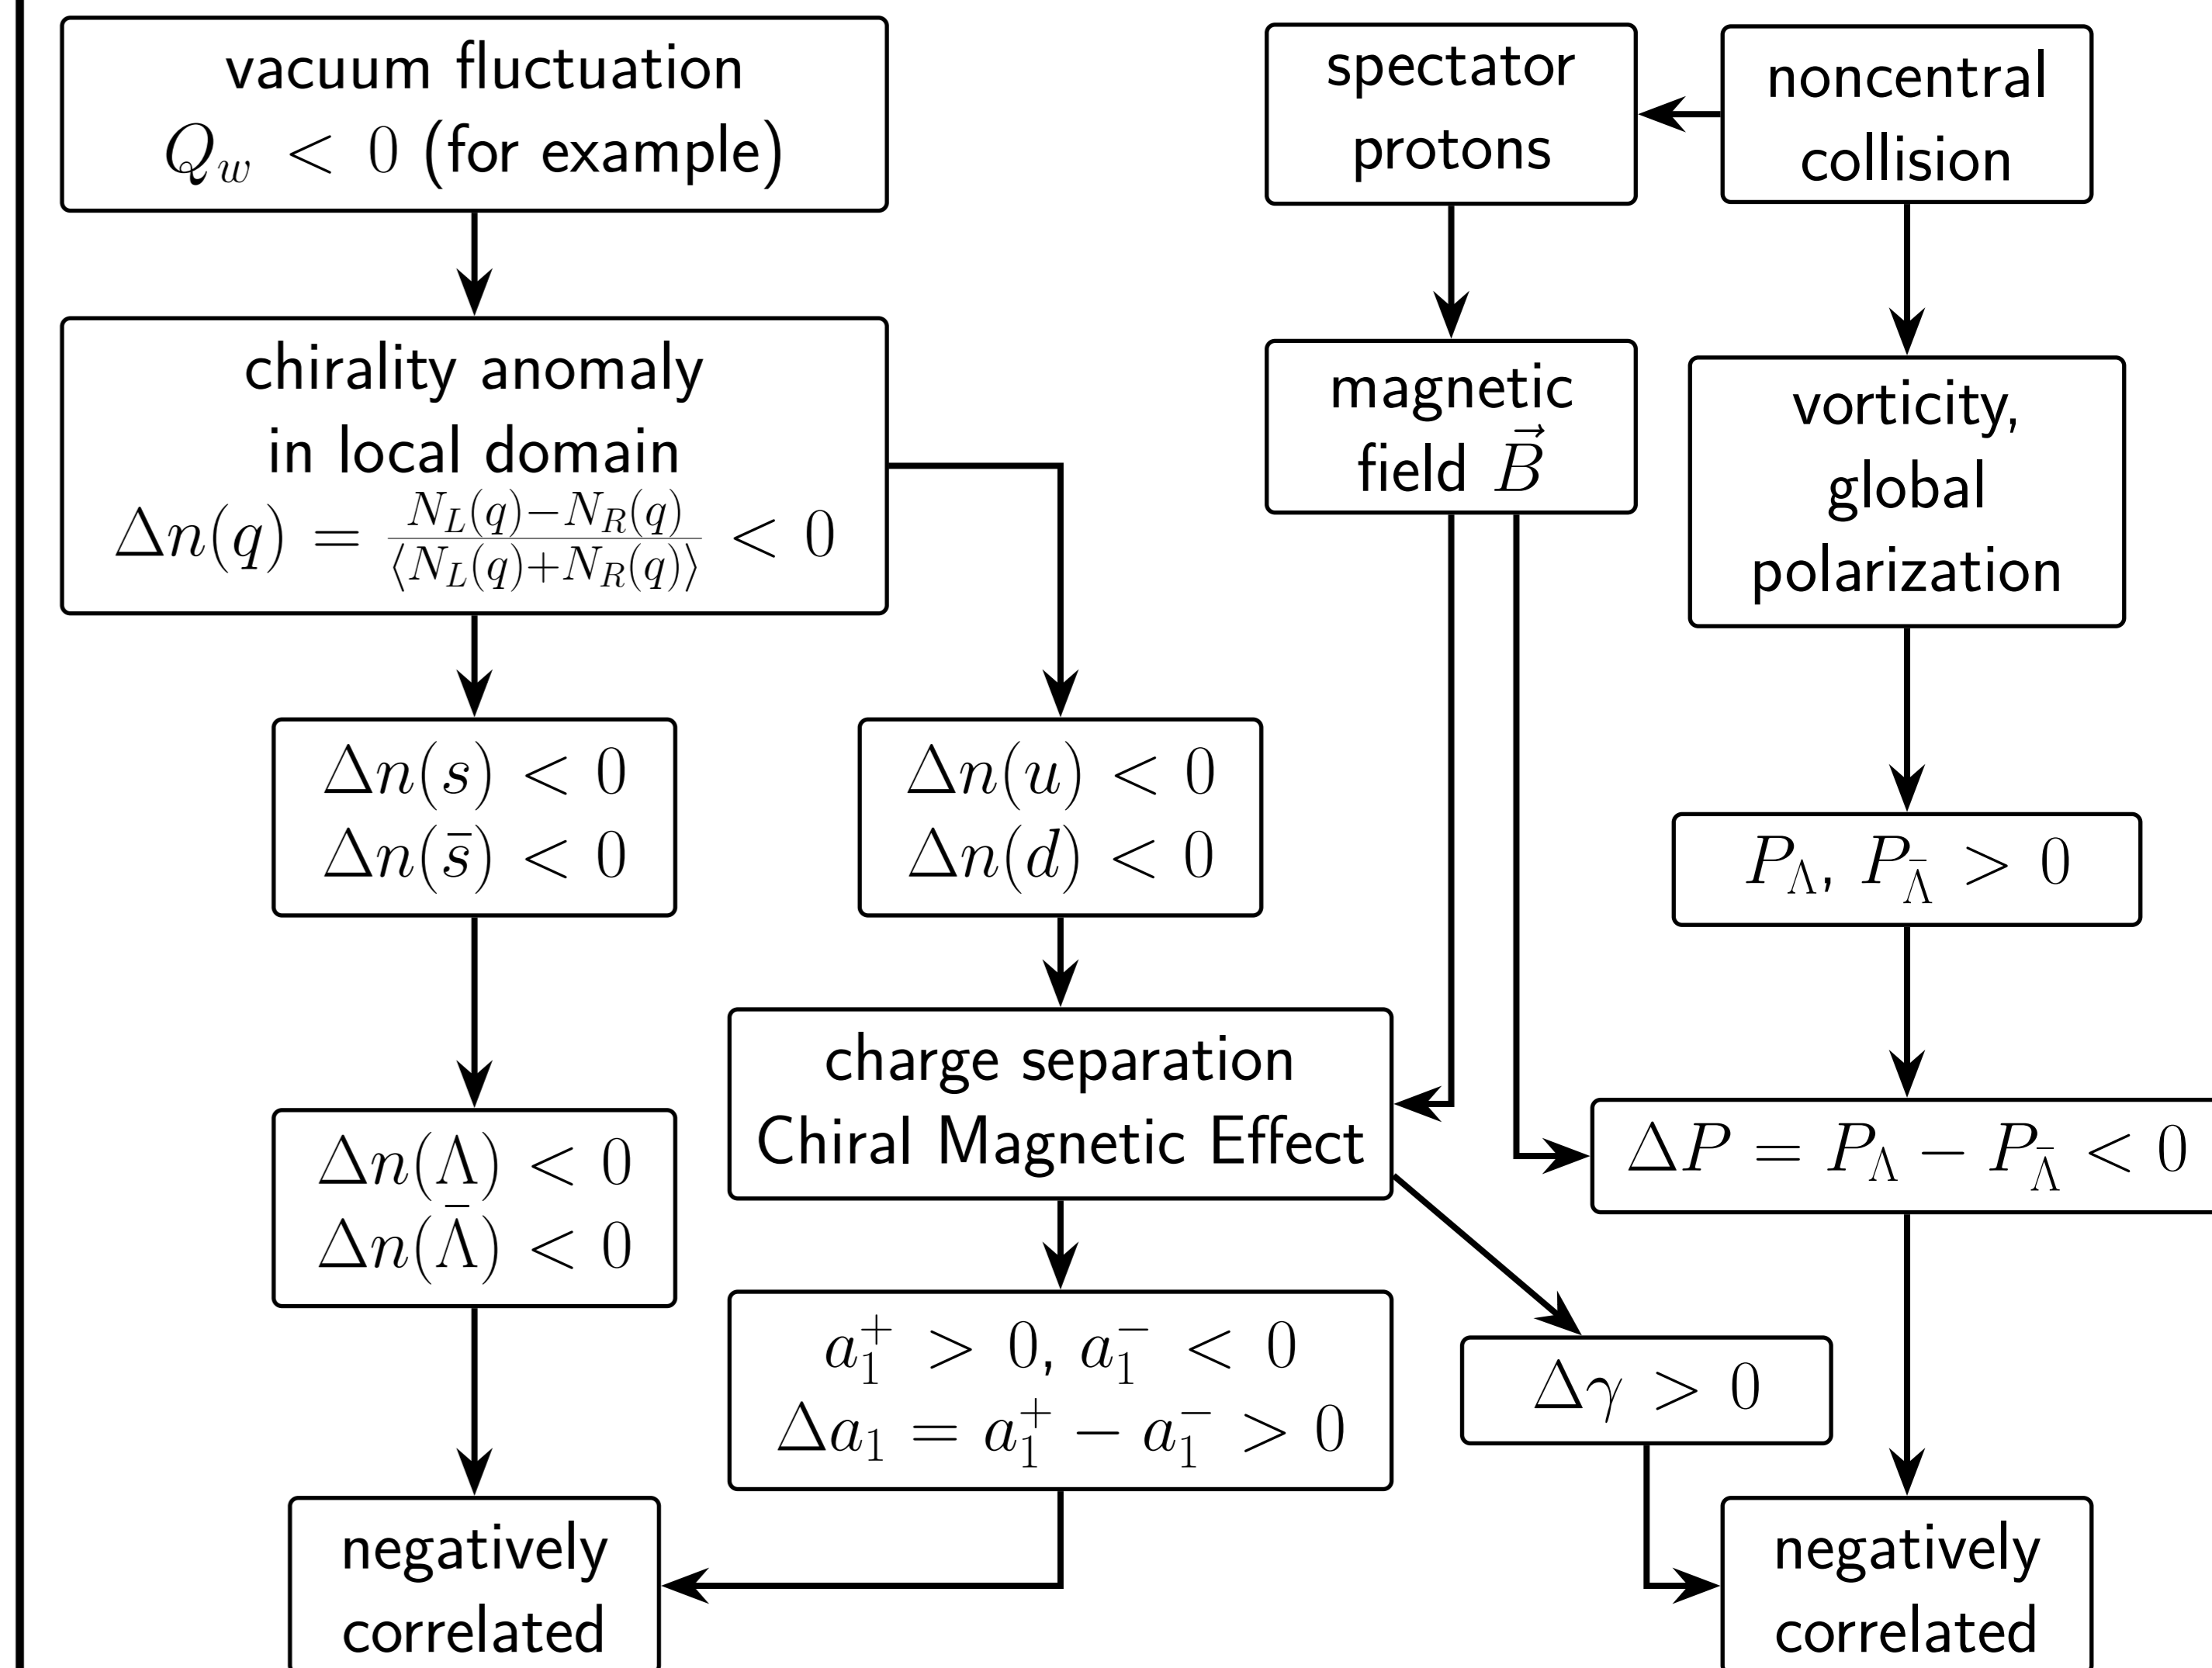 vacuum fluctuation
Q_w < 0 (for example)
chirality anomaly
in local domain
Δn(q) = \frac{N_L(q)−N_R(q)}{⟨N_L(q)+N_R(q)⟩} < 0
Δn(s) < 0
Δn(s̄) < 0
Δn(u) < 0
Δn(d) < 0
Δn(Λ) < 0
Δn(Λ̄) < 0
charge separation
Chiral Magnetic Effect
a_1^+ > 0, a_1^- < 0
Δa_1 = a_1^+ − a_1^- > 0
negatively
correlated
spectator
protons
noncentral
collision
magnetic
field \vec{B}
vorticity,
global
polarization
P_Λ, P_Λ̄ > 0
ΔP = P_Λ − P_Λ̄ < 0
Δγ > 0
negatively
correlated